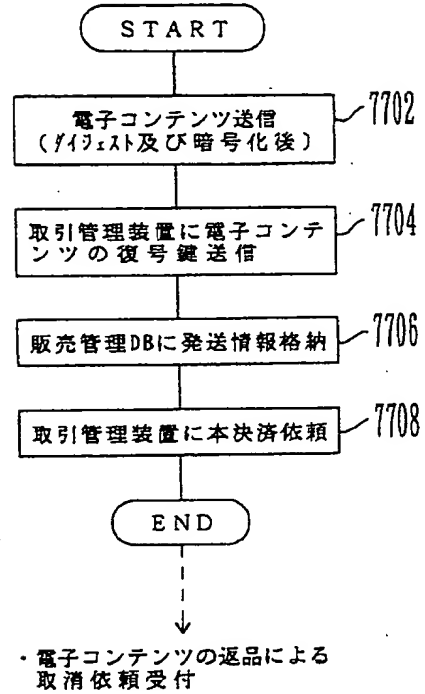 START
電子コンテンツ送信
(ダイジェスト及び暗号化後)
7702
取引管理装置に電子コンテ
ンツの復号鍵送信
7704
販売管理DBに発送情報格納
7706
取引管理装置に本決済依頼
7708
END
・電子コンテンツの返品による
取消依頼受付